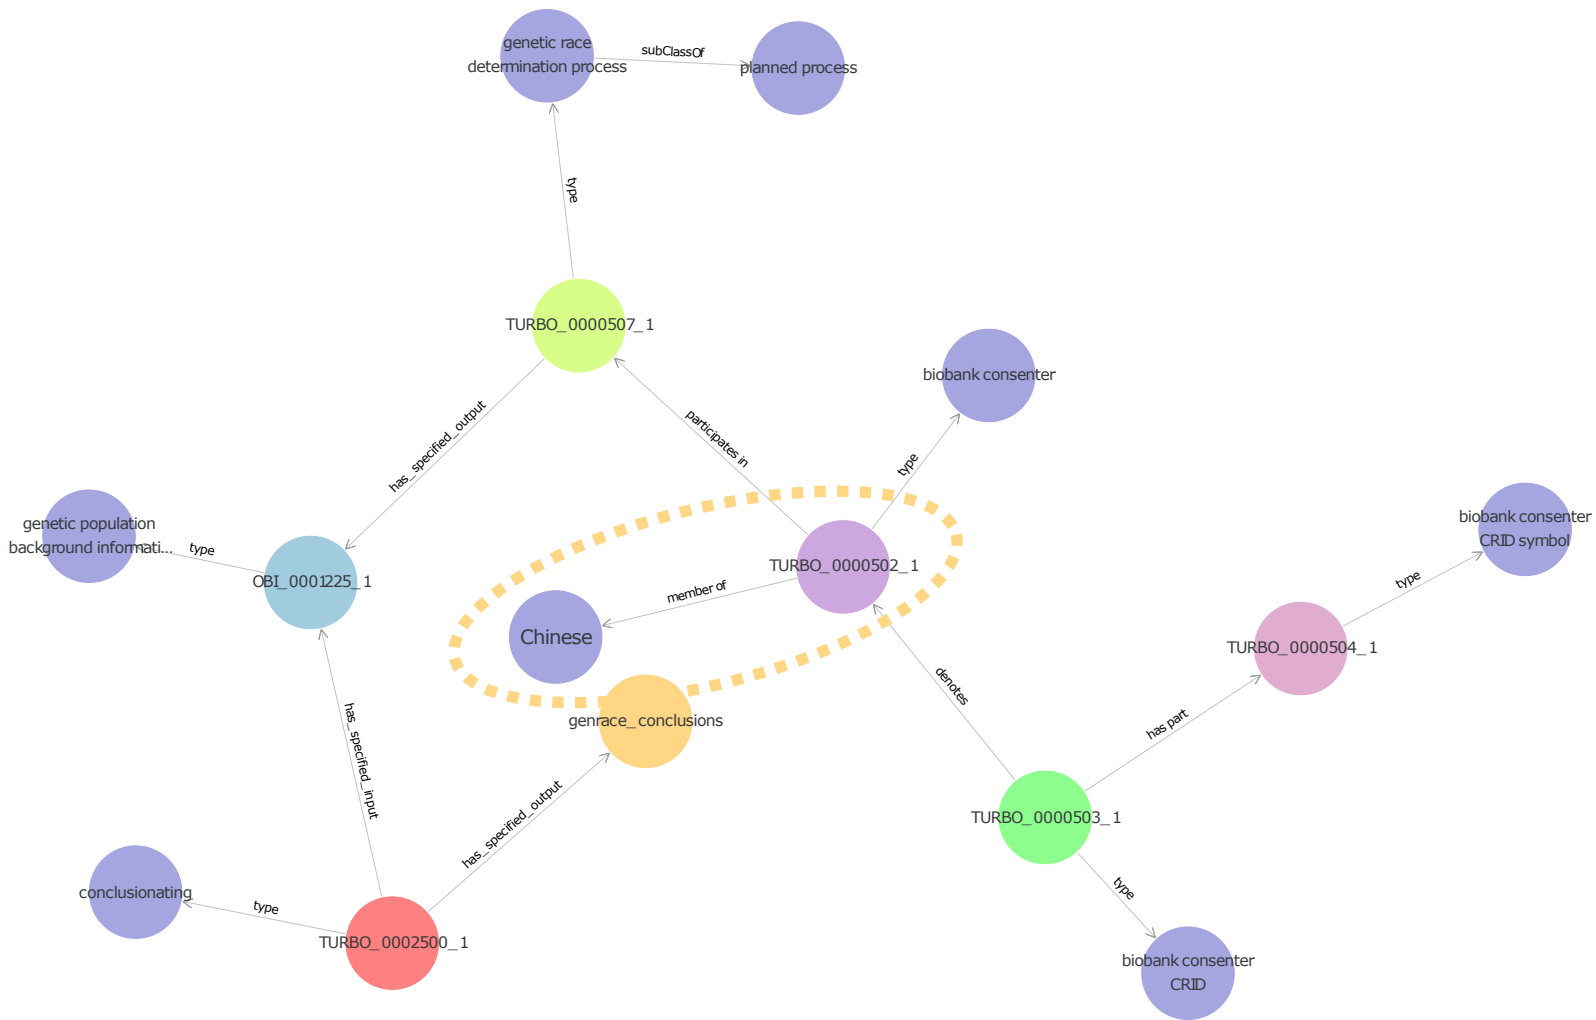 genetic race
determination process
subClassOf
planned process
type
TURBO_0000507_1
biobank consenter
has_specified_output
participates in
type
genetic population
background informati...
type
OBI_0001225_1
TURBO_0000502_1
biobank consenter
CRID symbol
type
member of
Chinese
TURBO_0000504_1
denotes
has part
genrace_conclusions
has_specified_input
has_specified_output
TURBO_0000503_1
type
conclusionating
type
TURBO_0002500_1
biobank consenter
CRID